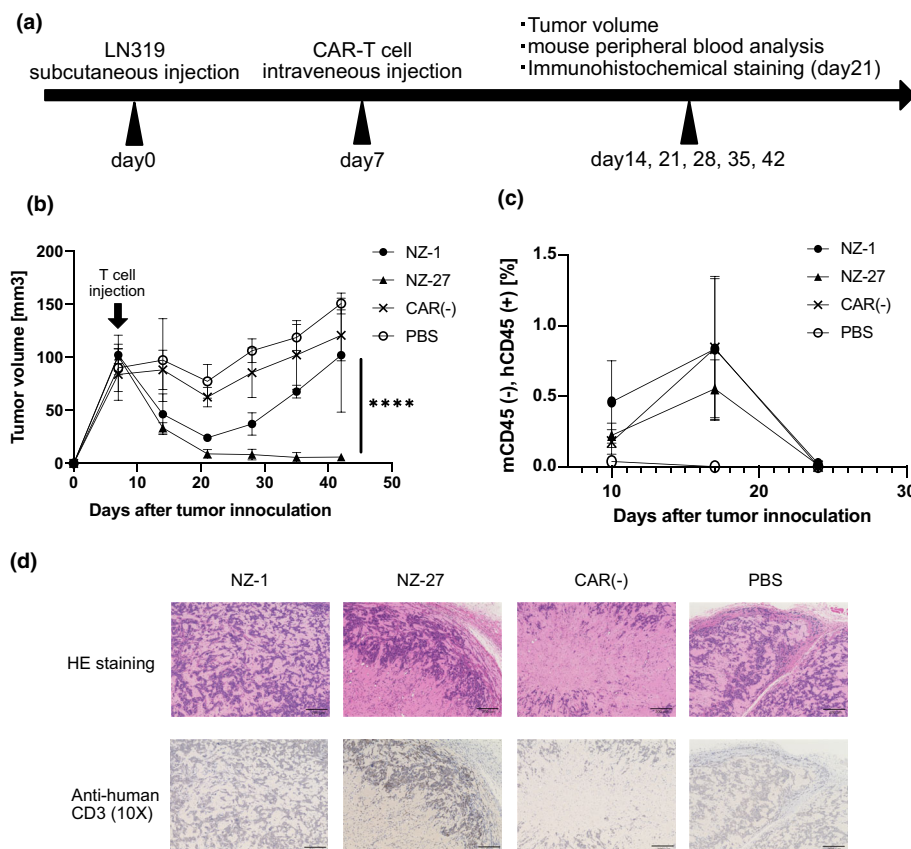 (a)
LN319
subcutaneous injection
CAR-T cell
intraveneous injection
・Tumor volume
・mouse peripheral blood analysis
・Immunohistochemical staining (day21)
day0
day7
day14, 21, 28, 35, 42
(b)
Tumor volume [mm3]
200
150
100
50
0
T cell
injection
NZ-1
NZ-27
CAR(-)
PBS
****
0 10 20 30 40 50
Days after tumor innoculation
(c)
mCD45 (-), hCD45 (+) [%]
1.5
1.0
0.5
0.0
NZ-1
NZ-27
CAR(-)
PBS
10 20 30
Days after tumor innoculation
(d)
NZ-1 NZ-27 CAR(-) PBS
HE staining
Anti-human
CD3 (10X)